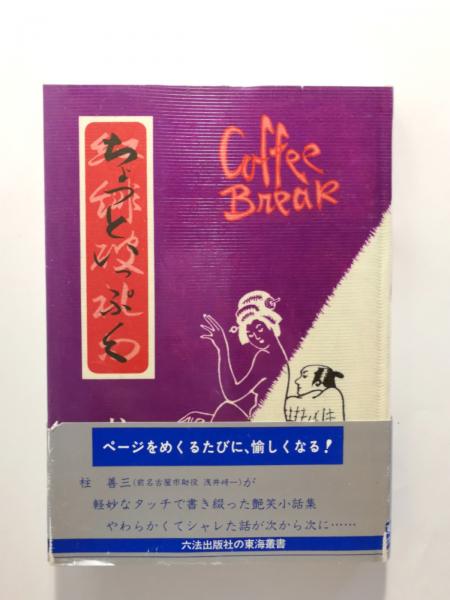 ちょっといっぷく
Coffee
Break
ページをめくるたびに、愉しくなる!
桂 善三(前名古屋市助役 浅井岩一)が
軽妙なタッチで書き綴った艶笑小話集
やわらかくてシャレた話が次から次に……
六法出版社の東海叢書